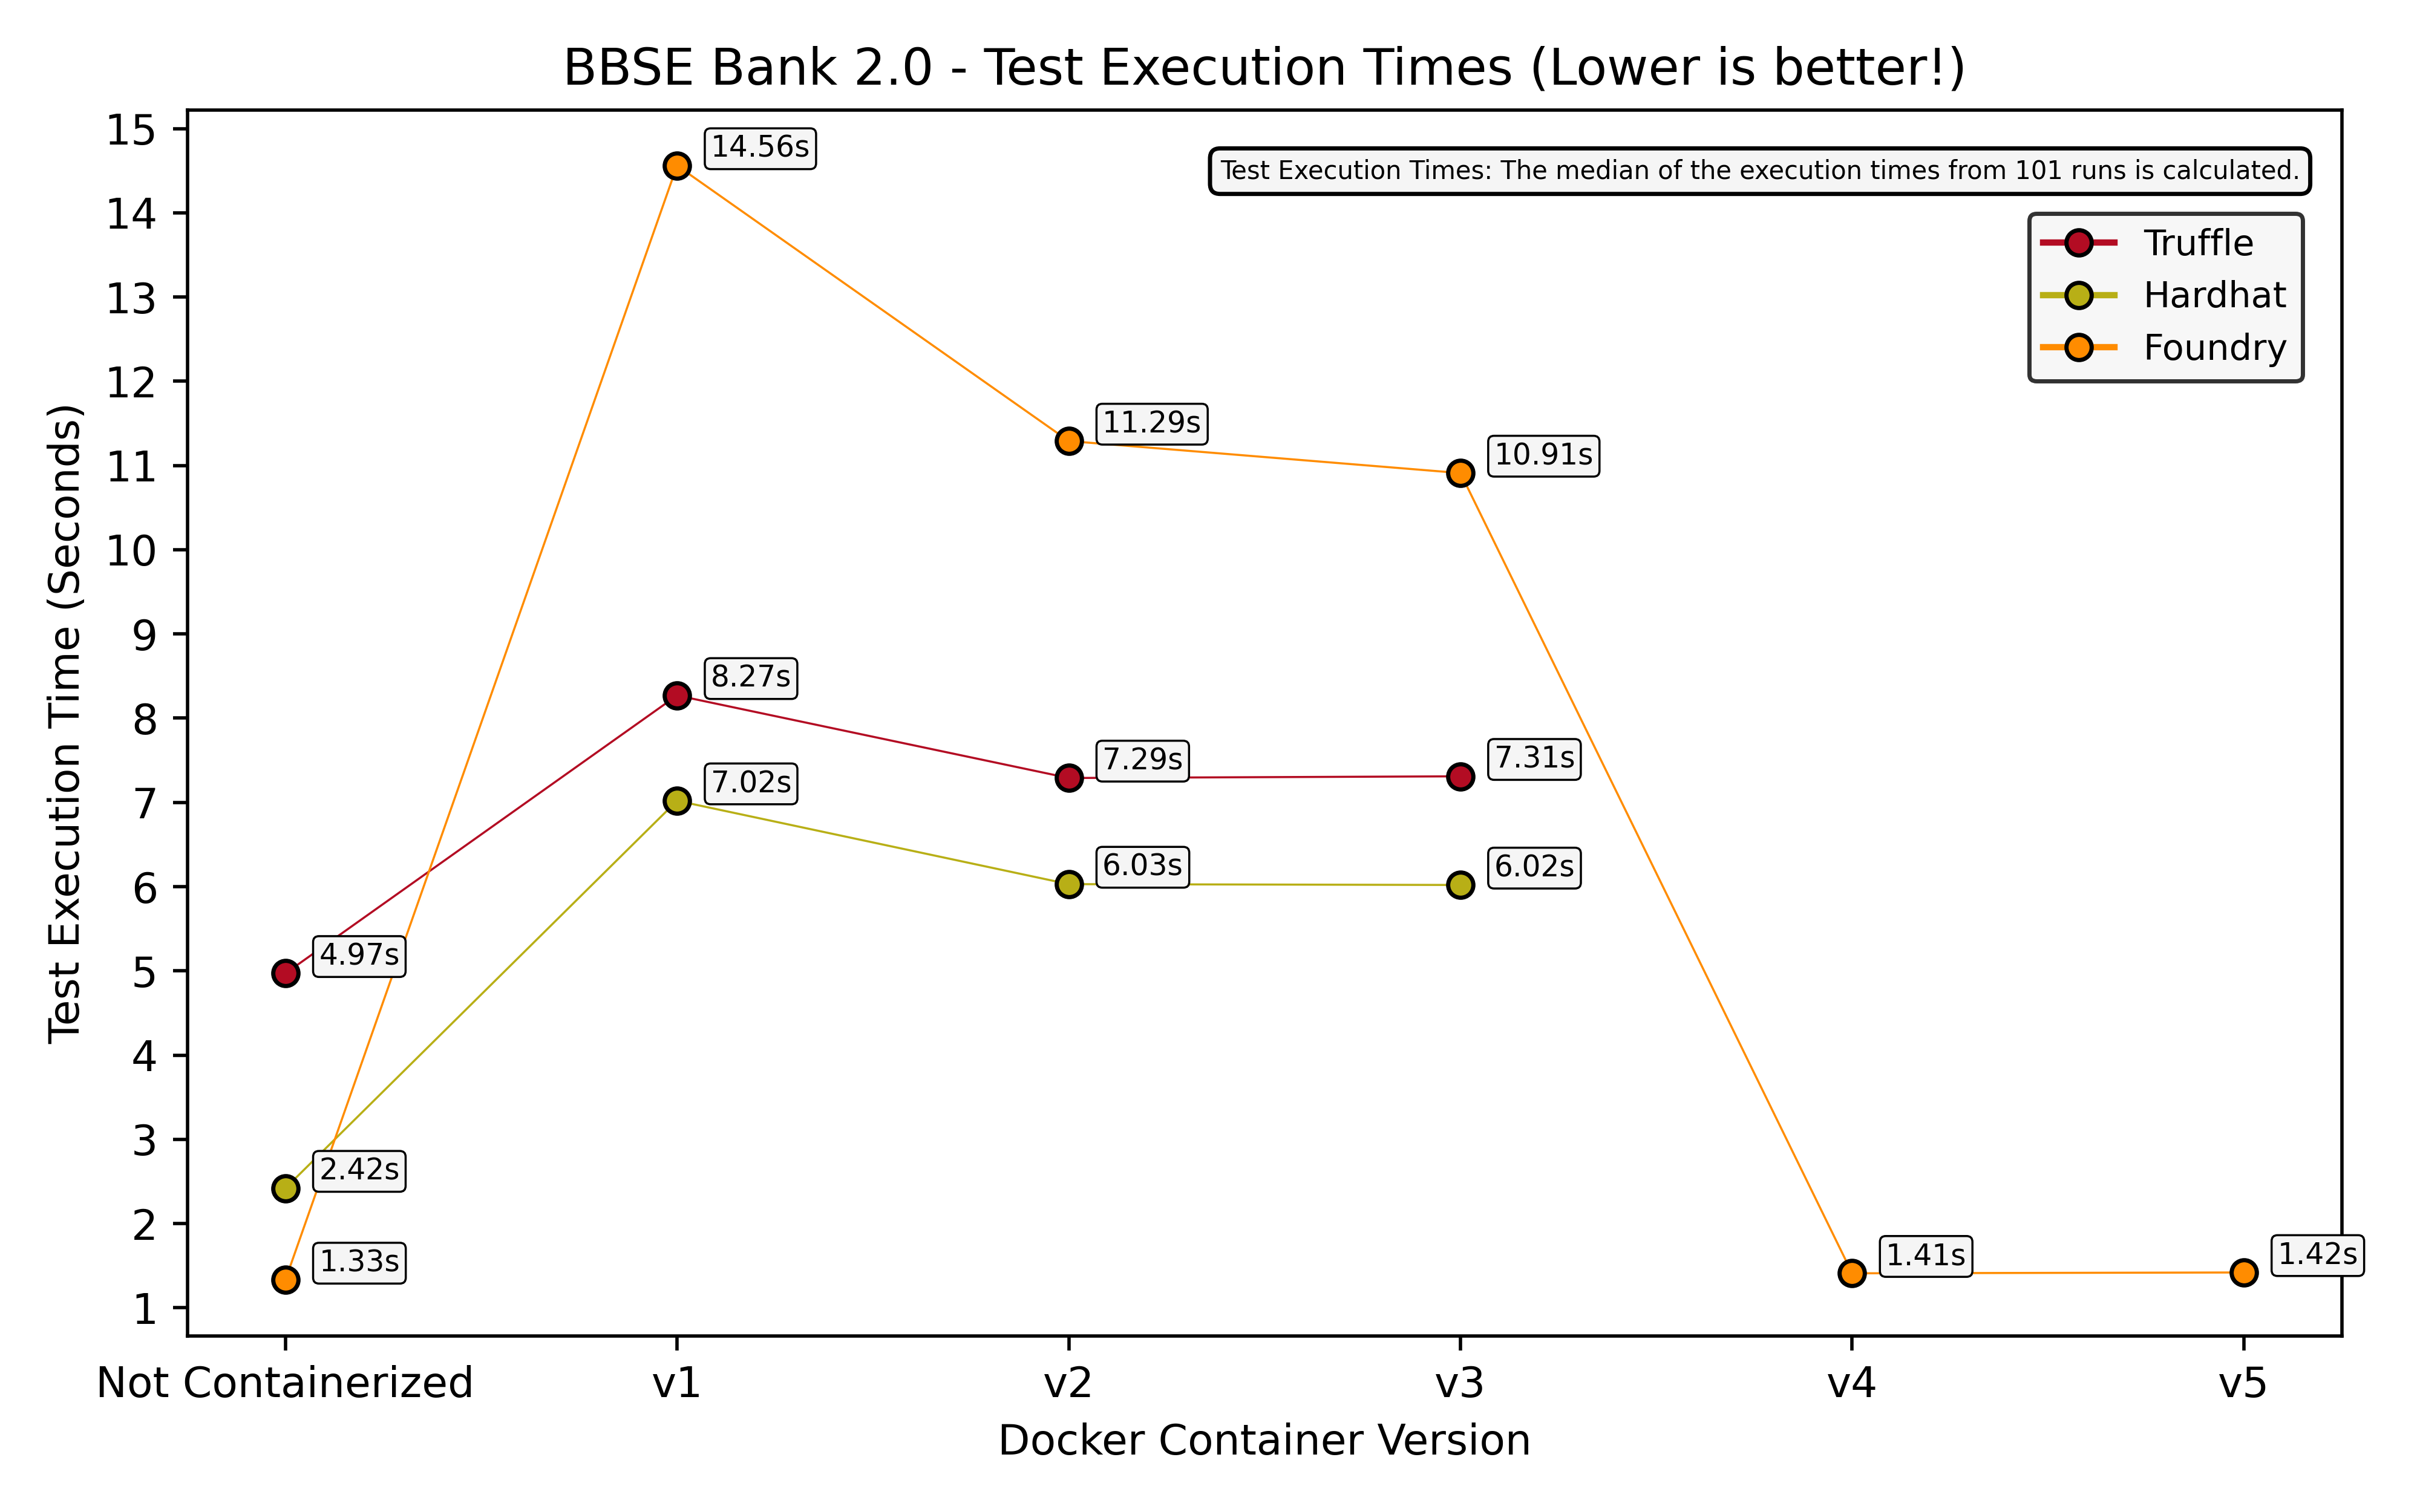 BBSE Bank 2.0 - Test Execution Times (Lower is better!)
Test Execution Times: The median of the execution times from 101 runs is calculated.
Truffle
Hardhat
Foundry
Test Execution Time (Seconds)
15
14
13
12
11
10
9
8
7
6
5
4
3
2
1
14.56s
11.29s
10.91s
8.27s
7.29s
7.31s
7.02s
6.03s
6.02s
4.97s
2.42s
1.33s
1.41s
1.42s
Not Containerized v1 v2 v3 v4 v5
Docker Container Version